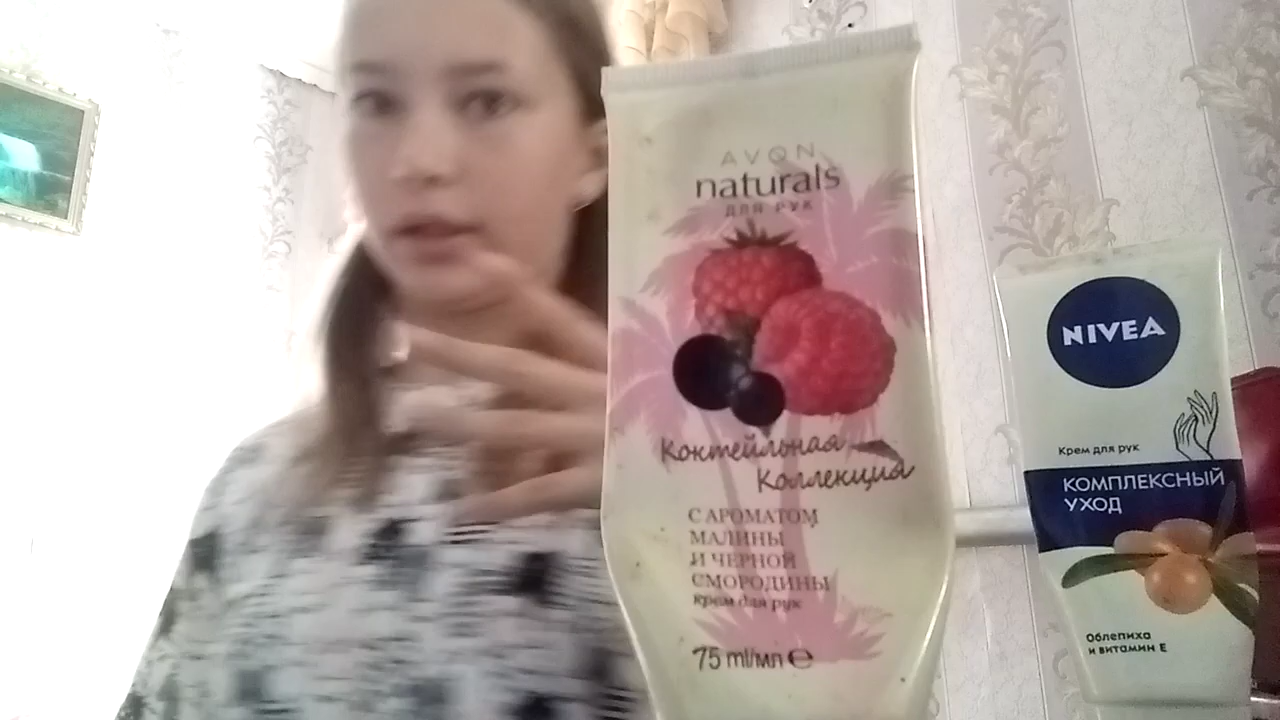 AVON
naturals
ДЛЯ РУК
Коктейльная
Коллекция
С АРОМАТОМ
МАЛИНЫ
И ЧЕРНОЙ
СМОРОДИНЫ
крем для рук
75 ml/мл ℮
NIVEA
Крем для рук
КОМПЛЕКСНЫЙ
УХОД
Облепиха
и витамин Е